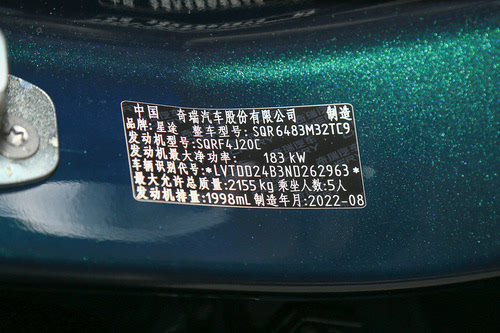 中国 奇瑞汽车股份有限公司 制造
品牌:星途 整车型号:SQR6483M32TC9
发动机型号:SQRF4J20C
发动机最大净功率: 183 kW
车辆识别代号:*LVTDD24B3ND262963*
最大允许总质量:2155kg 乘坐人数:5人
发动机排量:1998mL 制造年月:2022-08